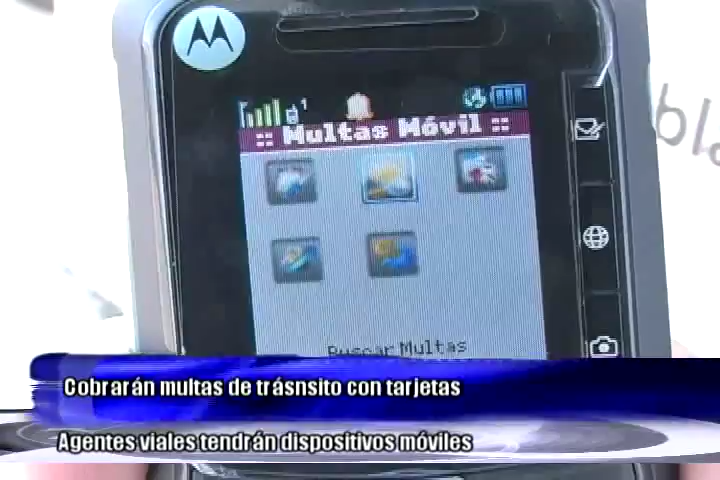 :: Multas Móvil ::
Buscar Multas
Cobrarán multas de trásnsito con tarjetas
Agentes viales tendrán dispositivos móviles